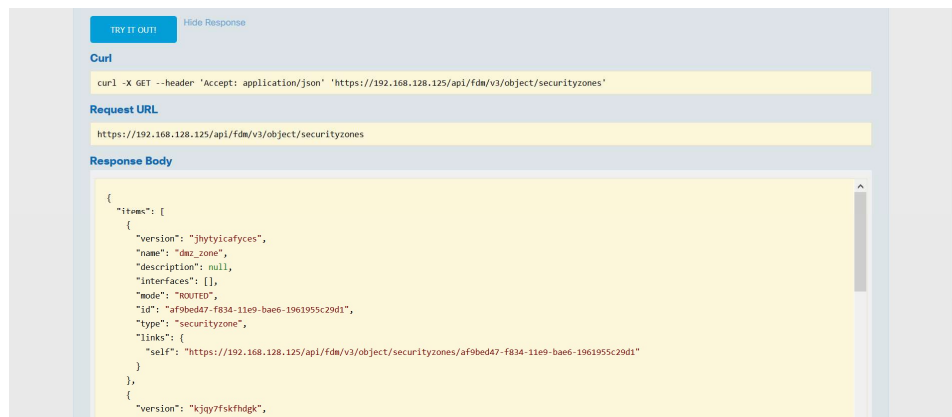 TRY IT OUT! Hide Response
Curl
curl -X GET --header 'Accept: application/json' 'https://192.168.128.125/api/fdm/v3/object/securityzones'
Request URL
https://192.168.128.125/api/fdm/v3/object/securityzones
Response Body
{
"items": [
{
"version": "jhytyicafyces",
"name": "dmz_zone",
"description": null,
"interfaces": [],
"mode": "ROUTED",
"id": "af9bed47-f834-11e9-bae6-1961955c29d1",
"type": "securityzone",
"links": {
"self": "https://192.168.128.125/api/fdm/v3/object/securityzones/af9bed47-f834-11e9-bae6-1961955c29d1"
}
},
{
"version": "kjqy7fskfhdgk",